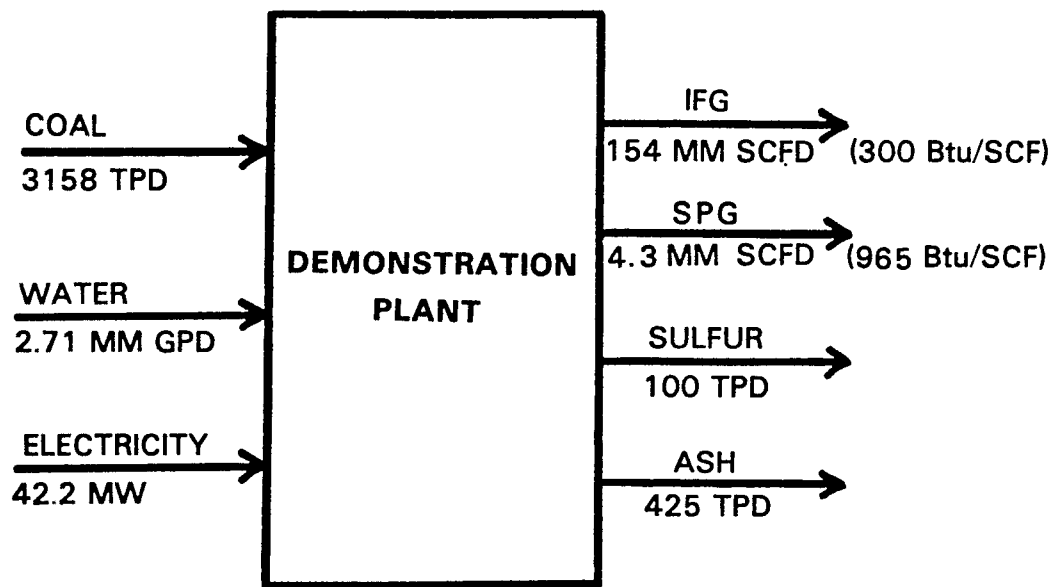 COAL
3158 TPD
WATER
2.71 MM GPD
ELECTRICITY
42.2 MW
DEMONSTRATION
PLANT
IFG
154 MM SCFD (300 Btu/SCF)
SPG
4.3 MM SCFD (965 Btu/SCF)
SULFUR
100 TPD
ASH
425 TPD